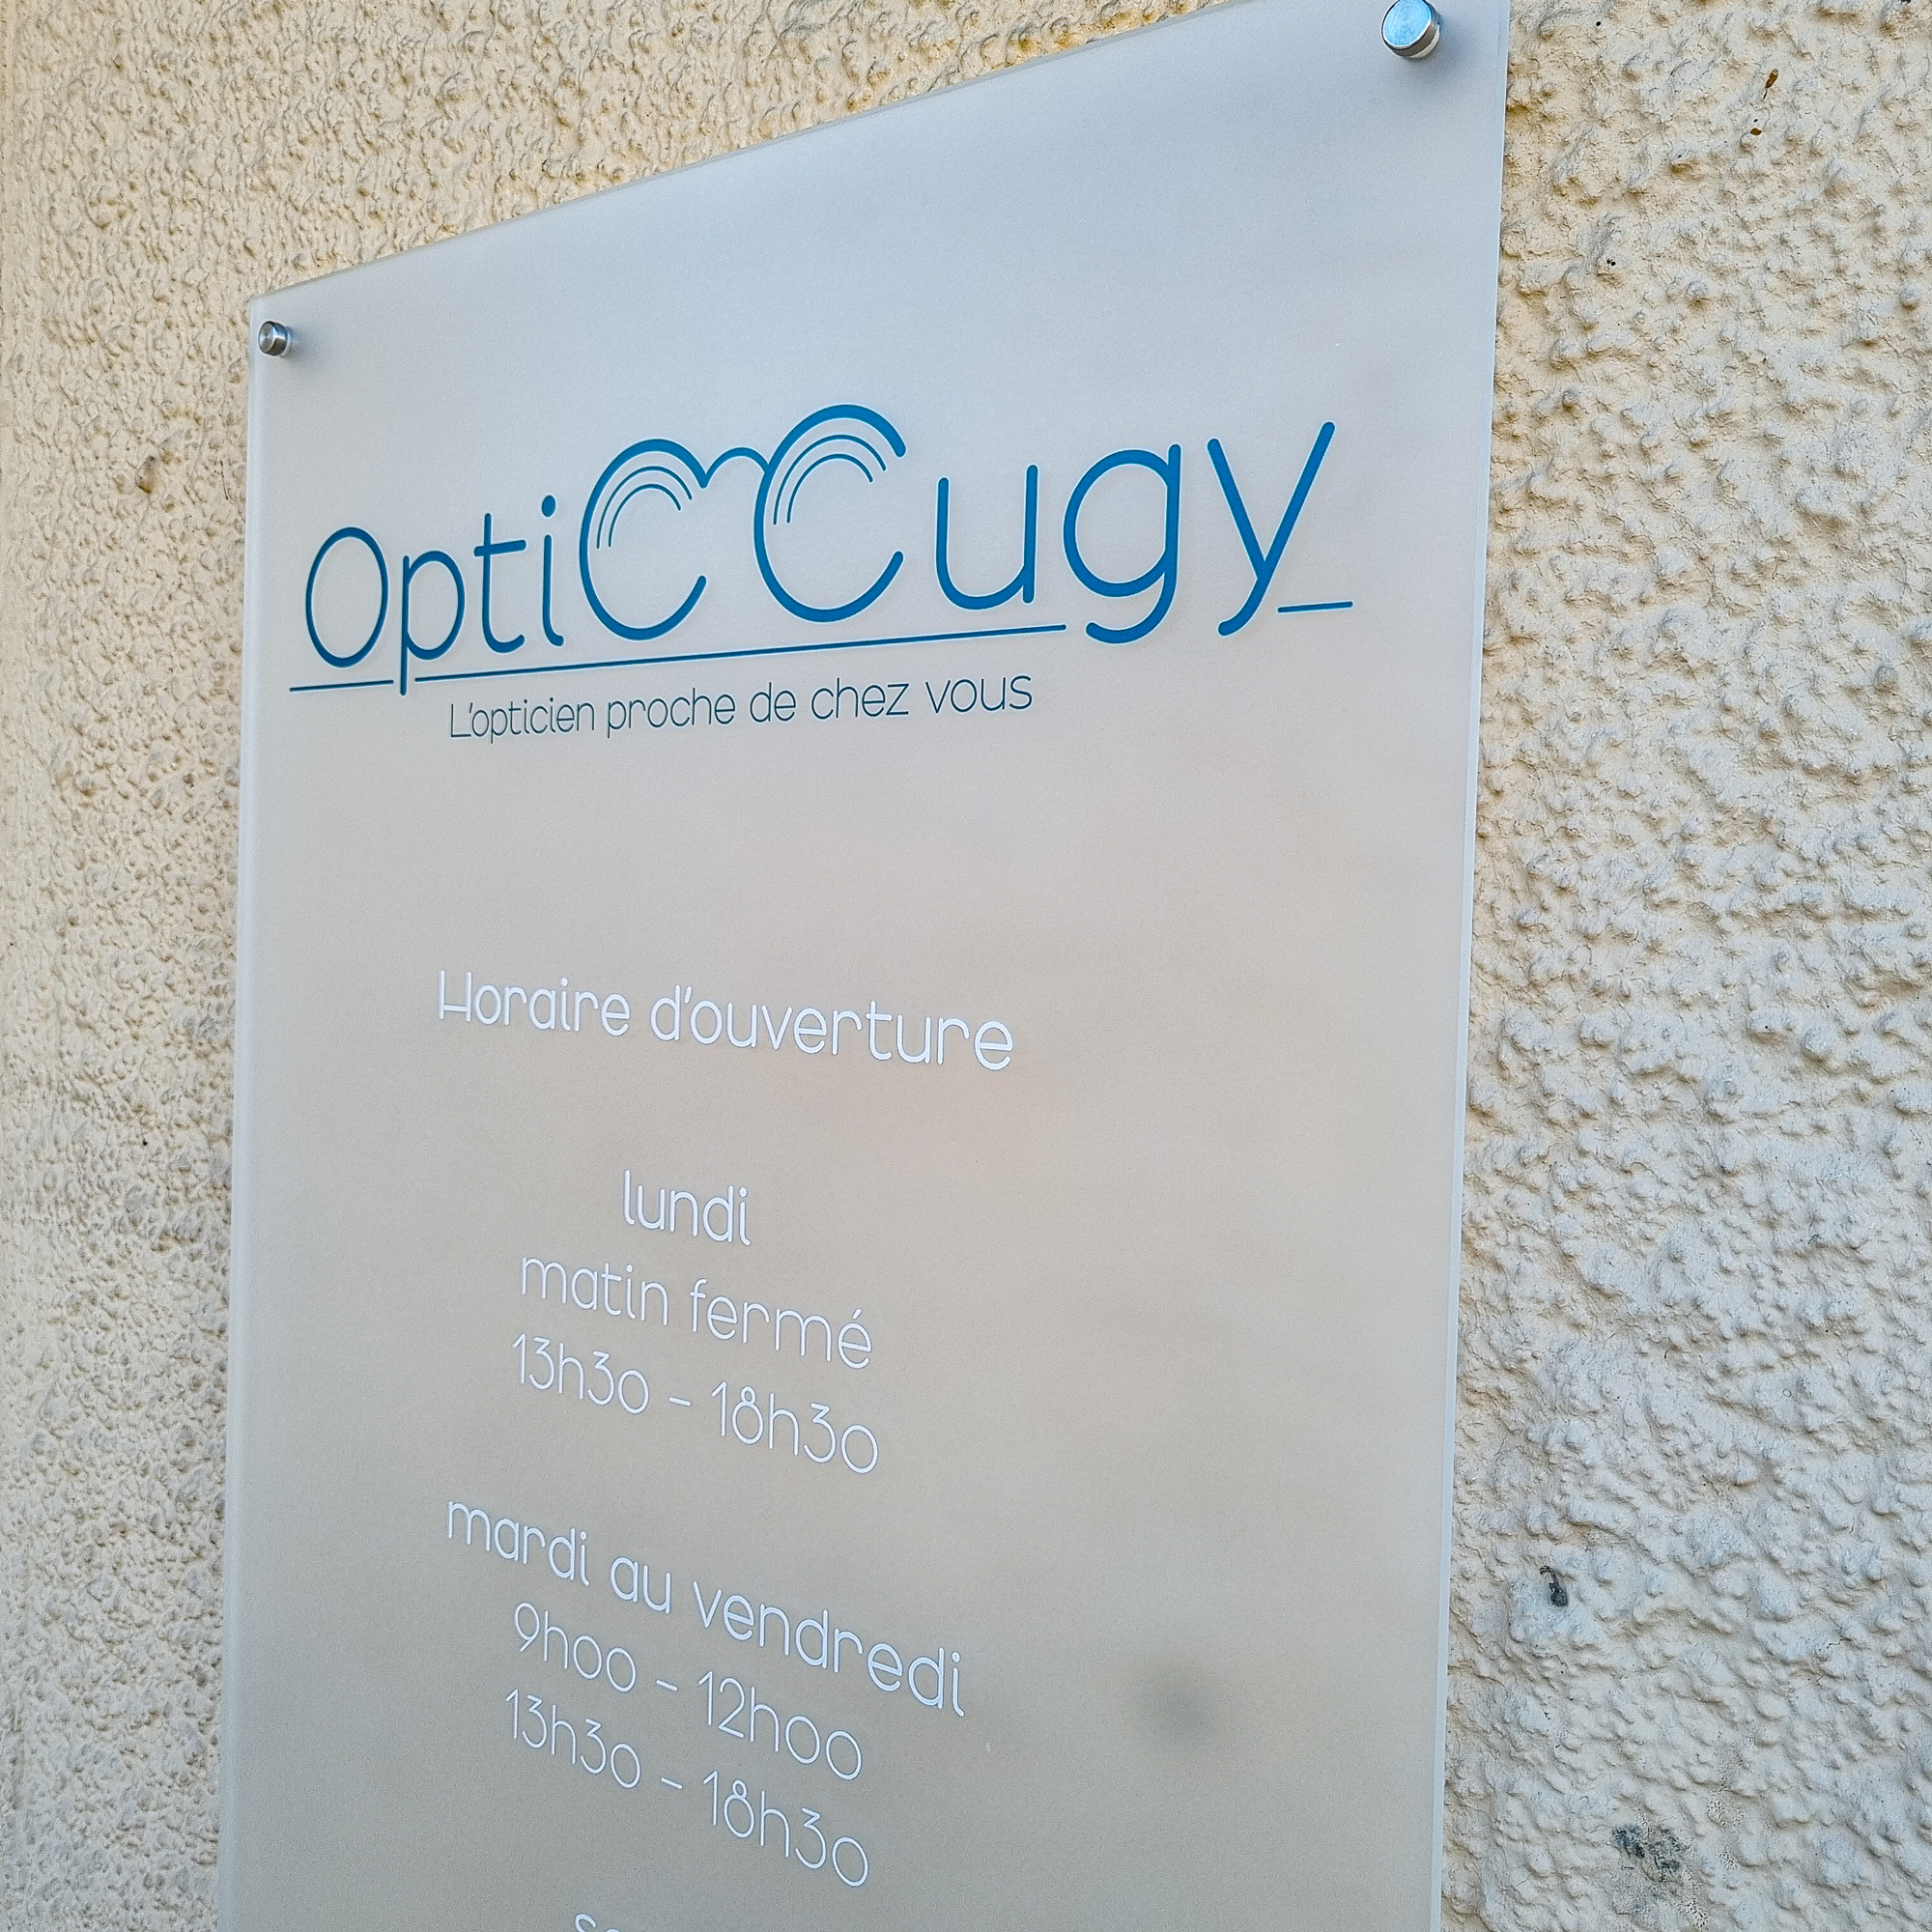 OptiCCugy
L'opticien proche de chez vous
Horaire d'ouverture
lundi
matin fermé
13h30 - 18h30
mardi au vendredi
9h00 - 12h00
13h30 - 18h30